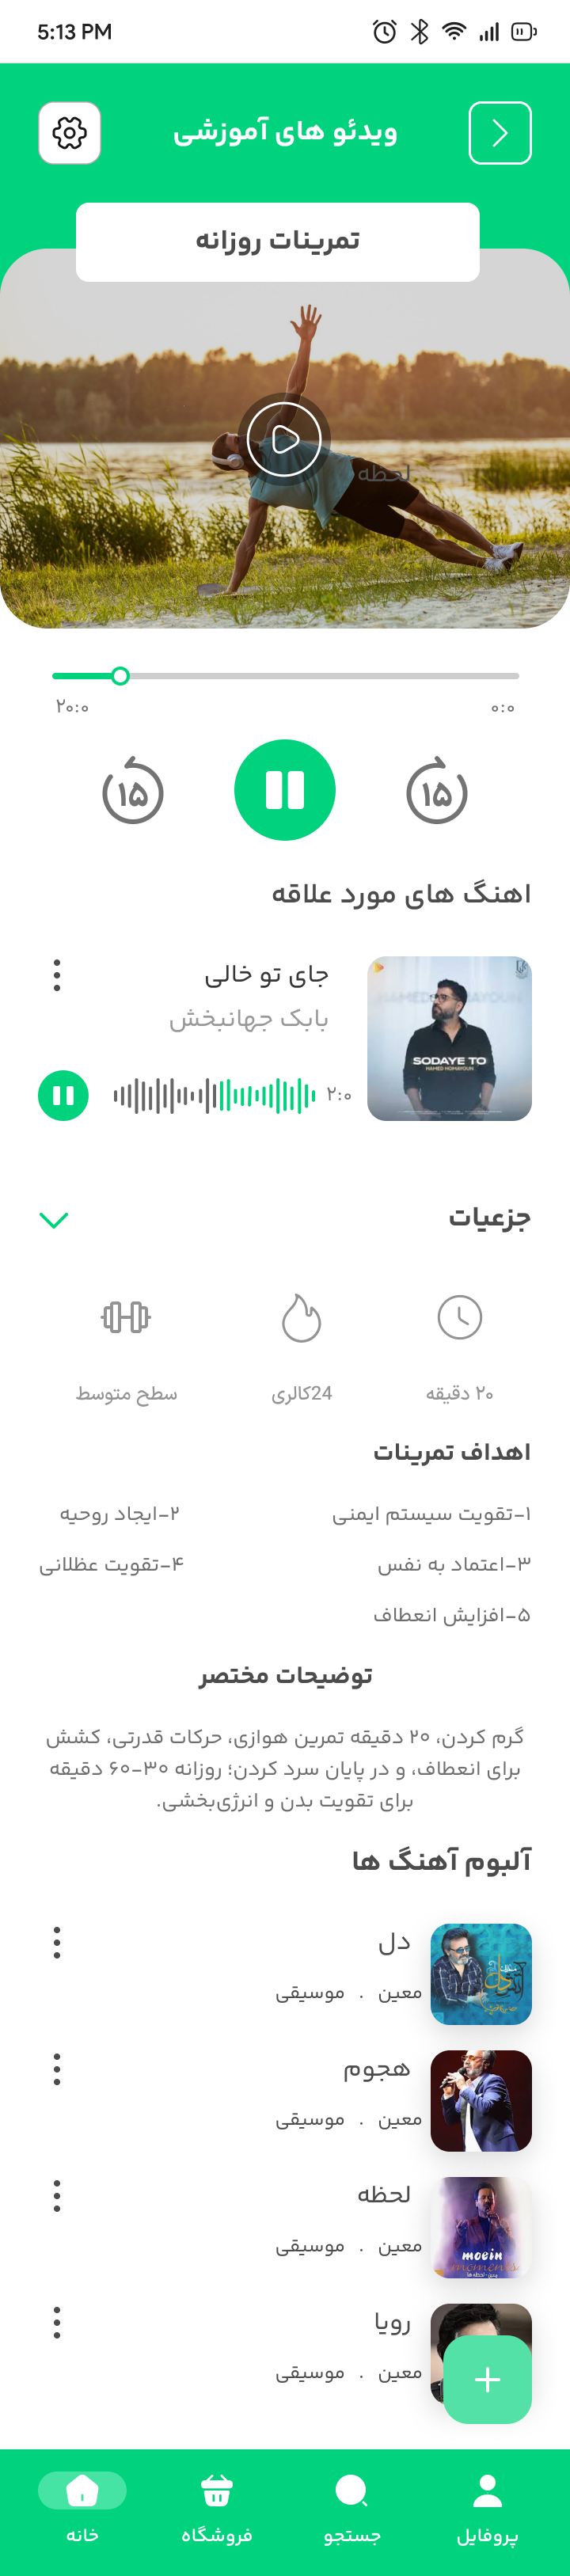 5:13 PM
ویدئو های آموزشی
تمرینات روزانه
لحظه
۰:۰
۲۰:۰
۱۵
۱۵
اهنگ های مورد علاقه
جای تو خالی
بابک جهانبخش
۲:۰
SODAYE TO
HAMED HOMAYOUN
جزعیات
۲۰ دقیقه
24کالری
سطح متوسط
اهداف تمرینات
۱-تقویت سیستم ایمنی
۲-ایجاد روحیه
۳-اعتماد به نفس
۴-تقویت عظلانی
۵-افزایش انعطاف
توضیحات مختصر
گرم کردن، ۲۰ دقیقه تمرین هوازی، حرکات قدرتی، کشش
برای انعطاف، و در پایان سرد کردن؛ روزانه ۳۰-۶۰ دقیقه
برای تقویت بدن و انرژی‌بخشی.
آلبوم آهنگ ها
دل
معین . موسیقی
هجوم
معین . موسیقی
لحظه
معین . موسیقی
moein
moments
رویا
معین . موسیقی
پروفایل
جستجو
فروشگاه
خانه